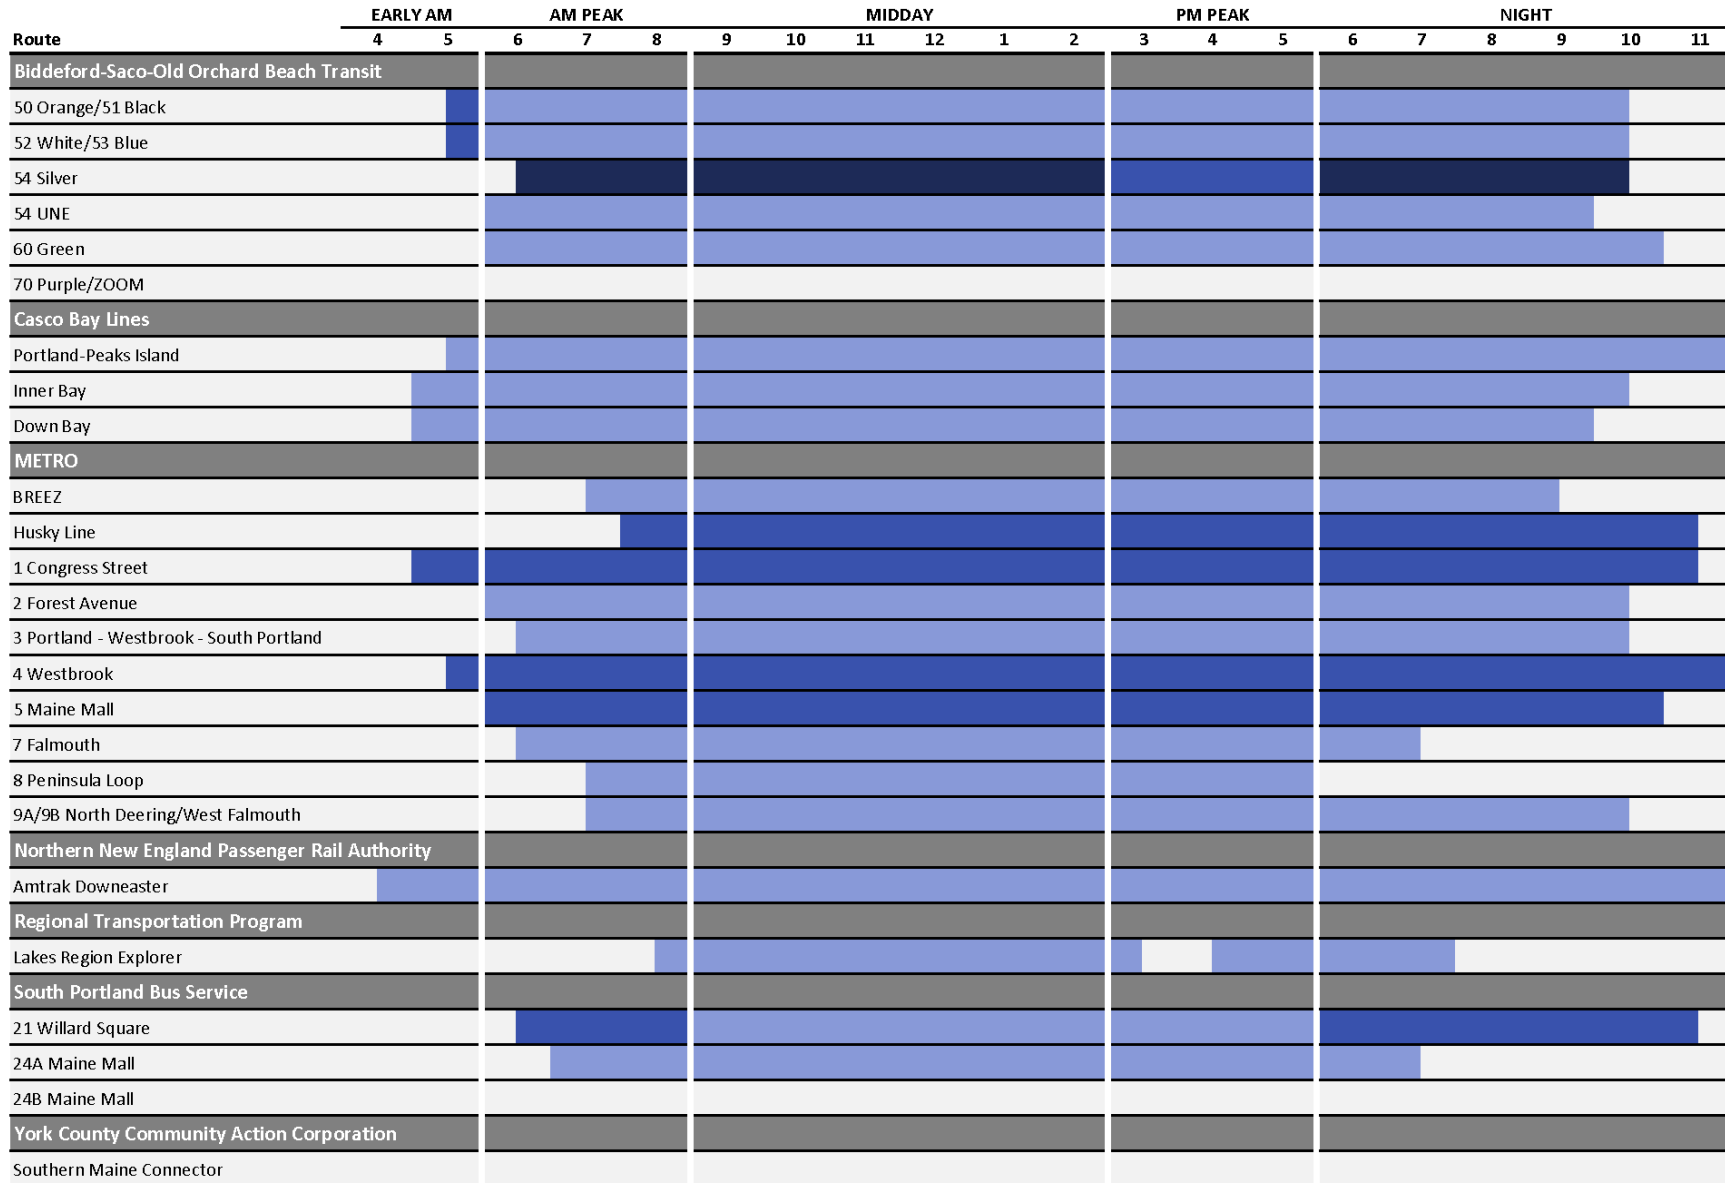 EARLY AM AM PEAK MIDDAY PM PEAK NIGHT
Route 4 5 6 7 8 9 10 11 12 1 2 3 4 5 6 7 8 9 10 11
Biddeford-Saco-Old Orchard Beach Transit
50 Orange/51 Black
52 White/53 Blue
54 Silver
54 UNE
60 Green
70 Purple/ZOOM
Casco Bay Lines
Portland-Peaks Island
Inner Bay
Down Bay
METRO
BREEZ
Husky Line
1 Congress Street
2 Forest Avenue
3 Portland - Westbrook - South Portland
4 Westbrook
5 Maine Mall
7 Falmouth
8 Peninsula Loop
9A/9B North Deering/West Falmouth
Northern New England Passenger Rail Authority
Amtrak Downeaster
Regional Transportation Program
Lakes Region Explorer
South Portland Bus Service
21 Willard Square
24A Maine Mall
24B Maine Mall
York County Community Action Corporation
Southern Maine Connector